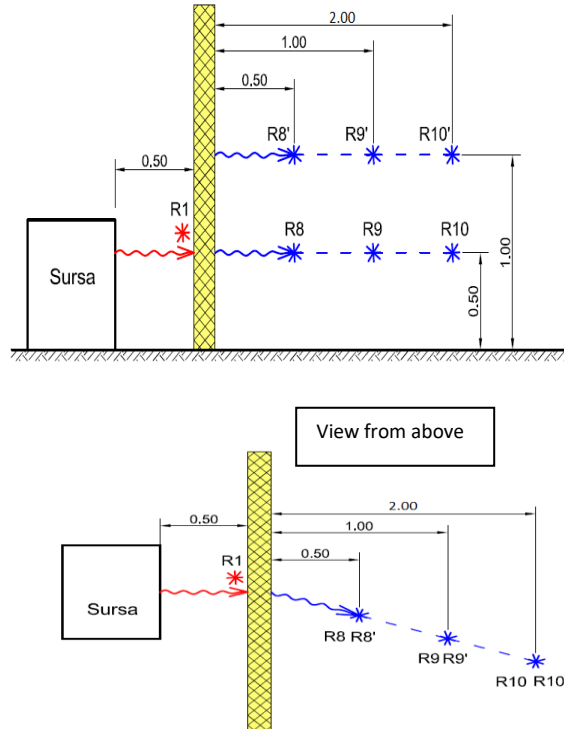 2.00
1.00
0.50
R8' R9' R10'
0.50
R1
R8 R9 R10
Sursa
1.00
0.50
View from above
2.00
0.50
1.00
0.50
R1
Sursa
R8 R8'
R9 R9'
R10 R10